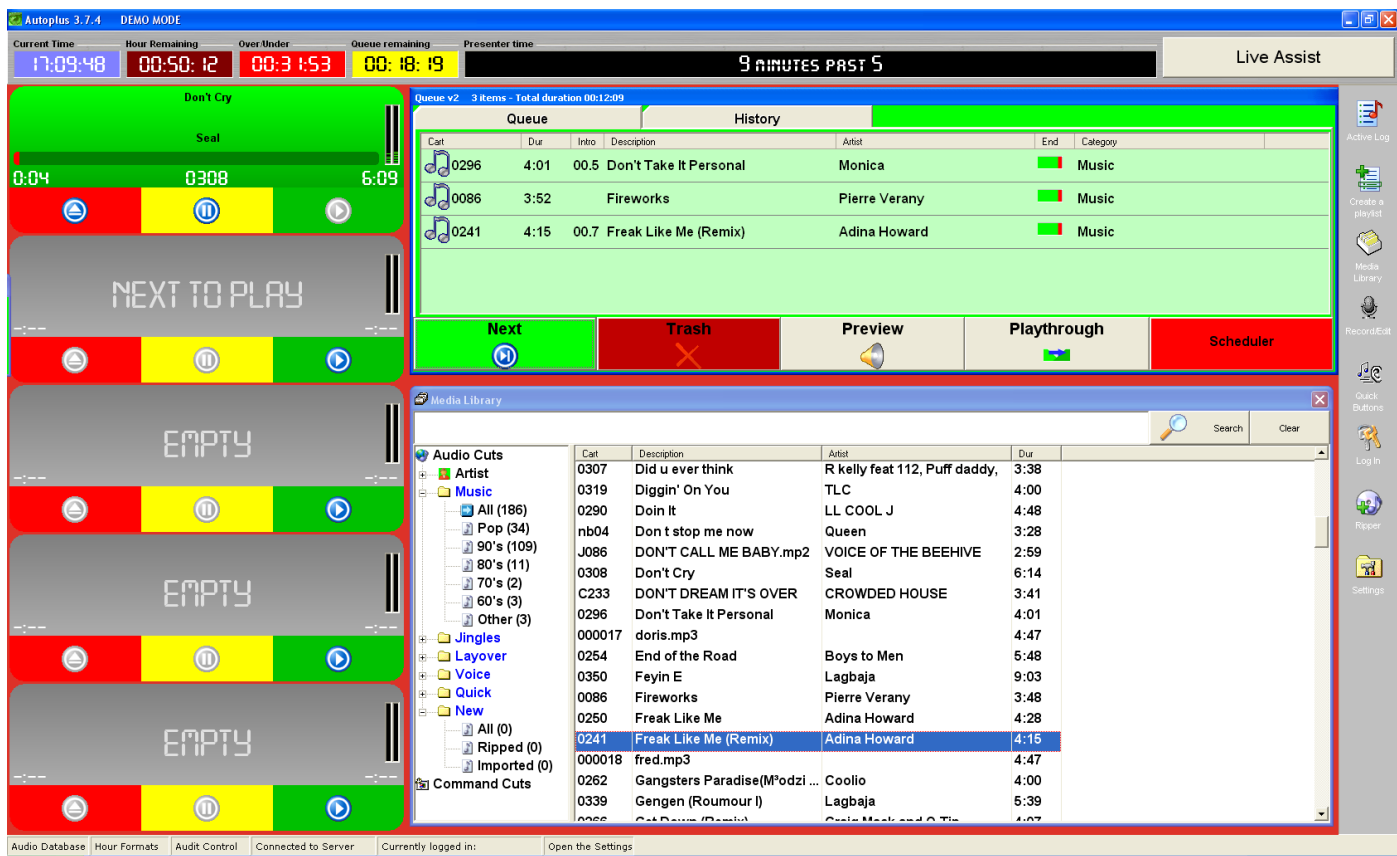 Autoplus 3.7.4 DEMO MODE
Current Time Hour Remaining Over/Under Queue remaining Presenter time
17:09:48 00:50:12 00:31:53 00:18:19 9 MINUTES PAST 5 Live Assist
Don't Cry
Seal
0:04 0308 6:09
NEXT TO PLAY
-:-- -:--
EMPTY
-:-- -:--
EMPTY
-:-- -:--
EMPTY
-:-- -:--
Queue v2 3 items - Total duration 00:12:09
Queue History
Cart Dur Intro Description Artist End Category
0296 4:01 00.5 Don't Take It Personal Monica Music
0086 3:52 Fireworks Pierre Verany Music
0241 4:15 00.7 Freak Like Me (Remix) Adina Howard Music
Next Trash Preview Playthrough Scheduler
Media Library
Search Clear
Audio Cuts
Artist
Music
All (186)
Pop (34)
90's (109)
80's (11)
70's (2)
60's (3)
Other (3)
Jingles
Layover
Voice
Quick
New
All (0)
Ripped (0)
Imported (0)
Command Cuts
Cart Description Artist Dur
0307 Did u ever think R kelly feat 112, Puff daddy, 3:38
0319 Diggin' On You TLC 4:00
0290 Doin It LL COOL J 4:48
nb04 Don t stop me now Queen 3:28
J086 DON'T CALL ME BABY.mp2 VOICE OF THE BEEHIVE 2:59
0308 Don't Cry Seal 6:14
C233 DON'T DREAM IT'S OVER CROWDED HOUSE 3:41
0296 Don't Take It Personal Monica 4:01
000017 doris.mp3 4:47
0254 End of the Road Boys to Men 5:48
0350 Feyin E Lagbaja 9:03
0086 Fireworks Pierre Verany 3:48
0250 Freak Like Me Adina Howard 4:28
0241 Freak Like Me (Remix) Adina Howard 4:15
000018 fred.mp3 4:47
0262 Gangsters Paradise(M³odzi ... Coolio 4:00
0339 Gengen (Roumour I) Lagbaja 5:39
0266 Get Down (Remix) Craig Mack and Q-Tip 4:07
Active Log
Create a
playlist
Media
Library
Record/Edit
Quick
Buttons
Log In
Ripper
Settings
Audio Database Hour Formats Audit Control Connected to Server Currently logged in: Open the Settings